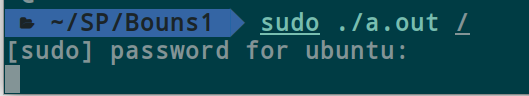 ~/SP/Bouns1 sudo ./a.out /
[sudo] password for ubuntu: